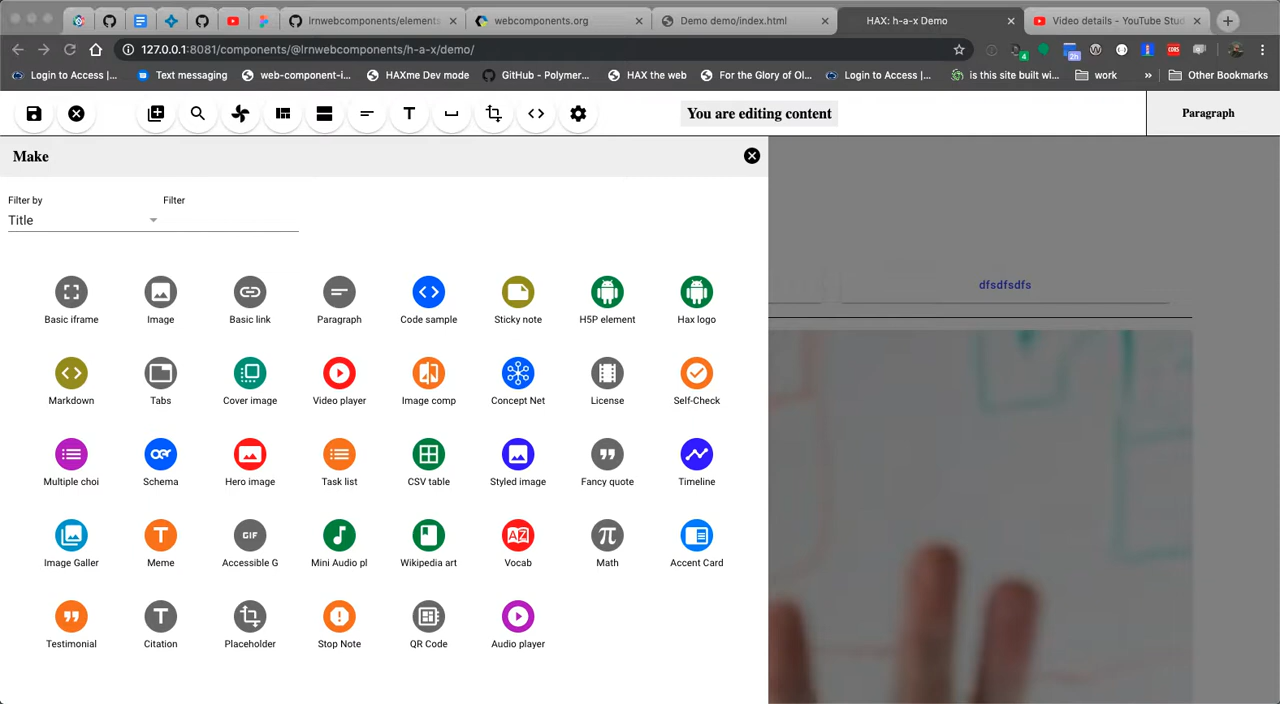 lrnwebcomponents/elements
webcomponents.org
Demo demo/index.html
HAX: h-a-x Demo
Video details - YouTube Stud
127.0.0.1:8081/components/@lrnwebcomponents/h-a-x/demo/
4
2h
Login to Access |...
Text messaging
web-component-i...
HAXme Dev mode
GitHub - Polymer...
HAX the web
For the Glory of Ol...
Login to Access |...
is this site built wi...
work
»
Other Bookmarks
You are editing content
Paragraph
Make
Filter by
Filter
Title
dfsdfsdfs
Basic iframe
Image
Basic link
Paragraph
Code sample
Sticky note
H5P element
Hax logo
Markdown
Tabs
Cover image
Video player
Image comp
Concept Net
License
Self-Check
Multiple choi
Schema
Hero image
Task list
CSV table
Styled image
Fancy quote
Timeline
GIF
Image Galler
Meme
Accessible G
Mini Audio pl
Wikipedia art
Vocab
Math
Accent Card
Testimonial
Citation
Placeholder
Stop Note
QR Code
Audio player